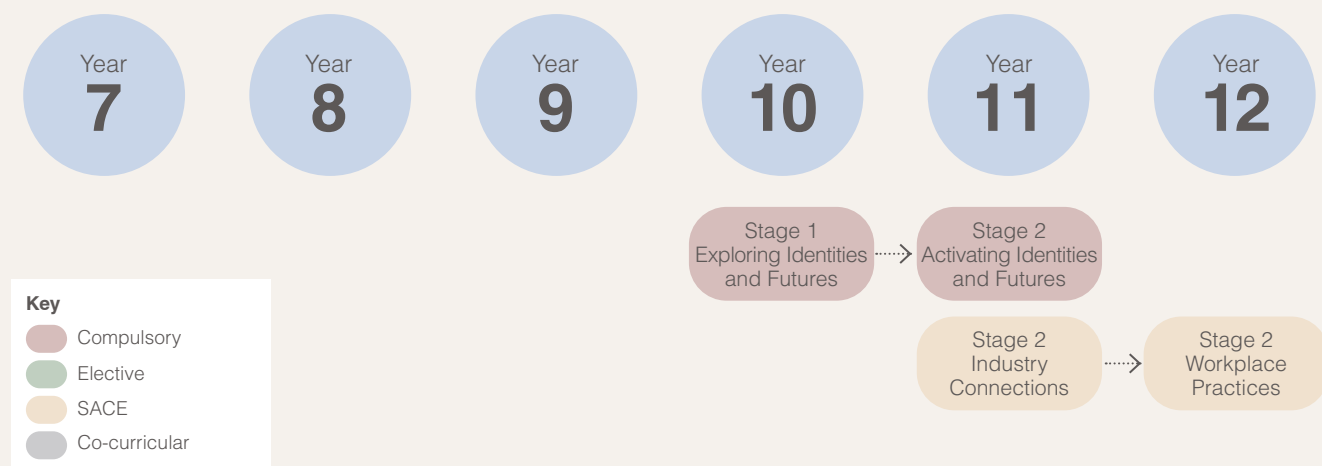 Year
7
Year
8
Year
9
Year
10
Year
11
Year
12
Stage 1
Exploring Identities
and Futures
Stage 2
Activating Identities
and Futures
Stage 2
Industry
Connections
Stage 2
Workplace
Practices
Key
Compulsory
Elective
SACE
Co-curricular